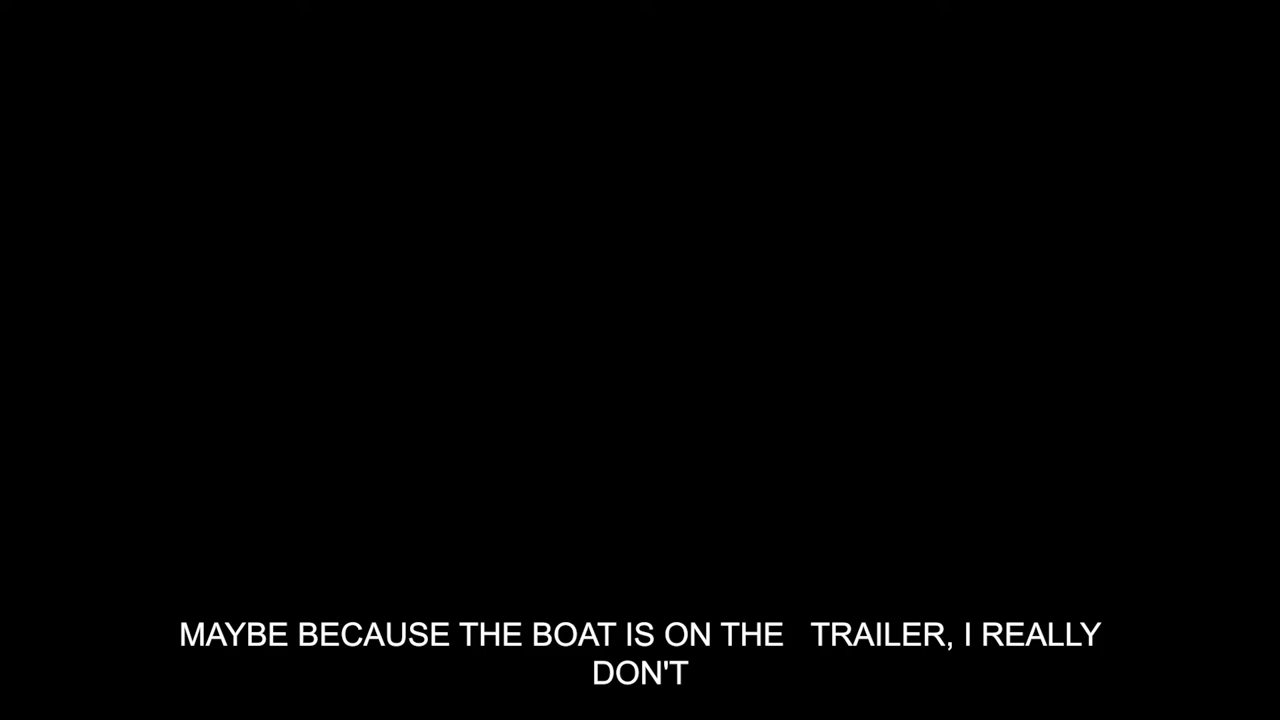 MAYBE BECAUSE THE BOAT IS ON THE   TRAILER, I REALLY
DON'T